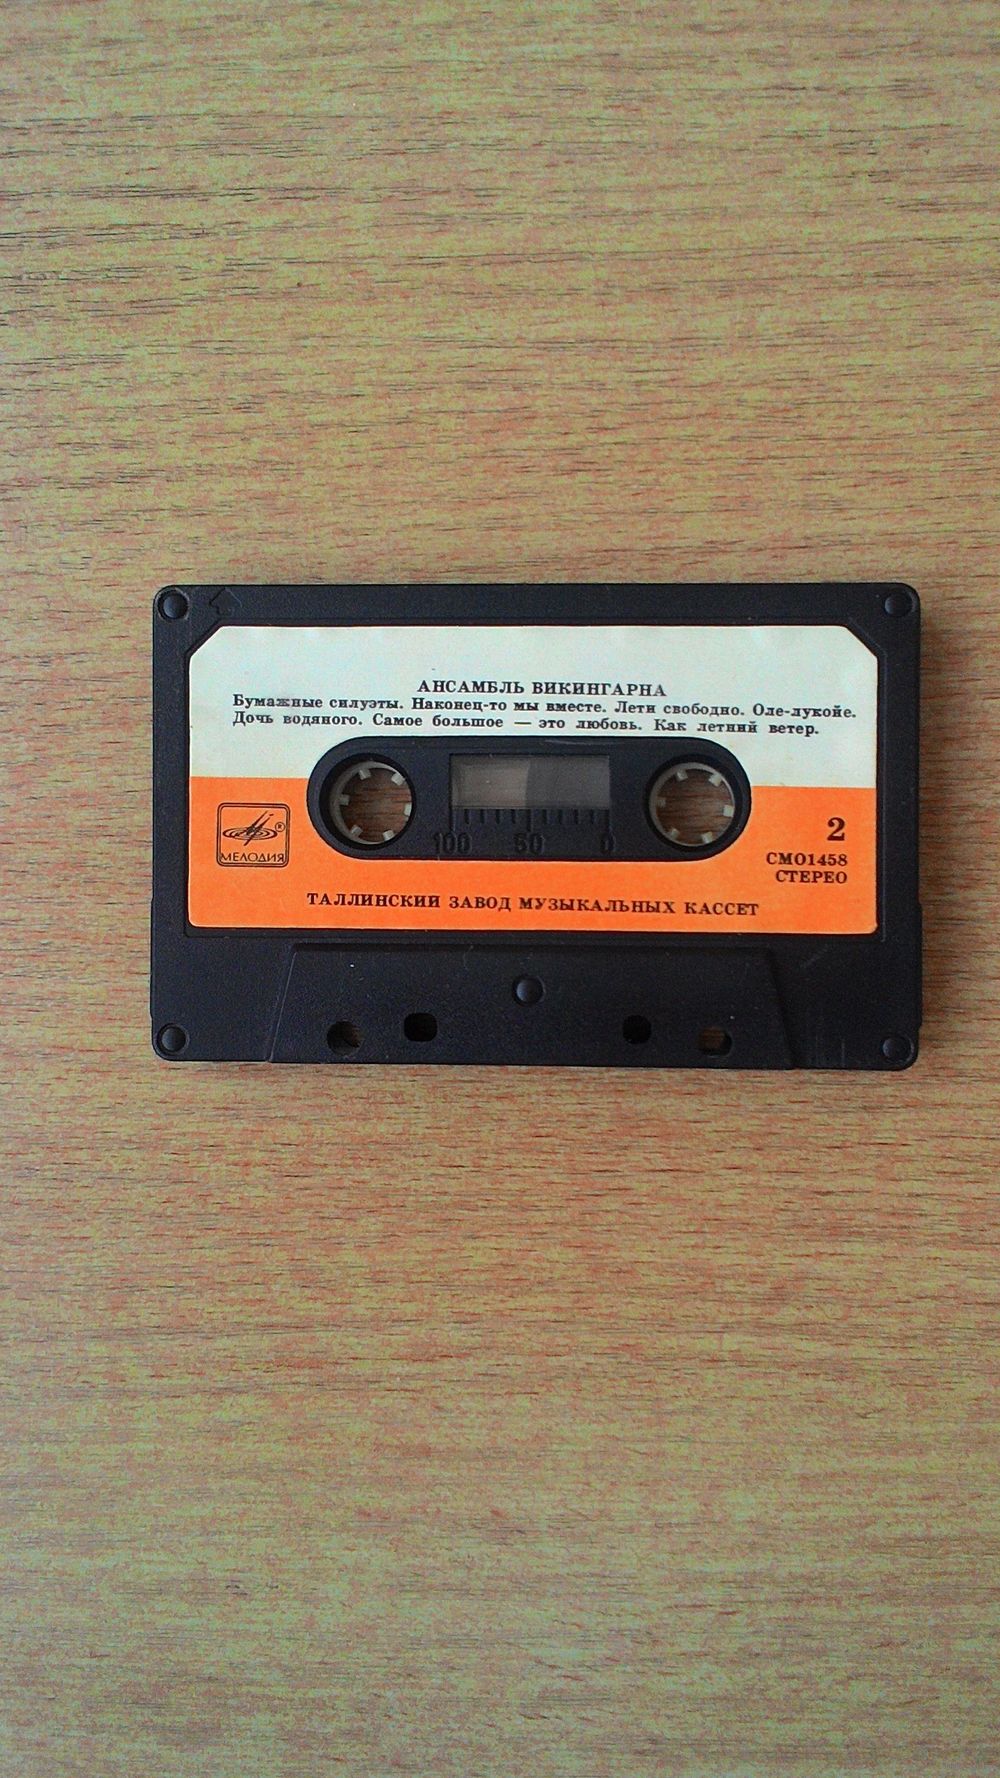 АНСАМБЛЬ ВИКИНГАРНА
Бумажные силуэты. Наконец-то мы вместе. Лети свободно. Оле-лукойе.
Дочь водяного. Самое большое — это любовь. Как летний ветер.
100 50 0
® МЕЛОДИЯ
2
СМ01458
СТЕРЕО
ТАЛЛИНСКИЙ ЗАВОД МУЗЫКАЛЬНЫХ КАССЕТ